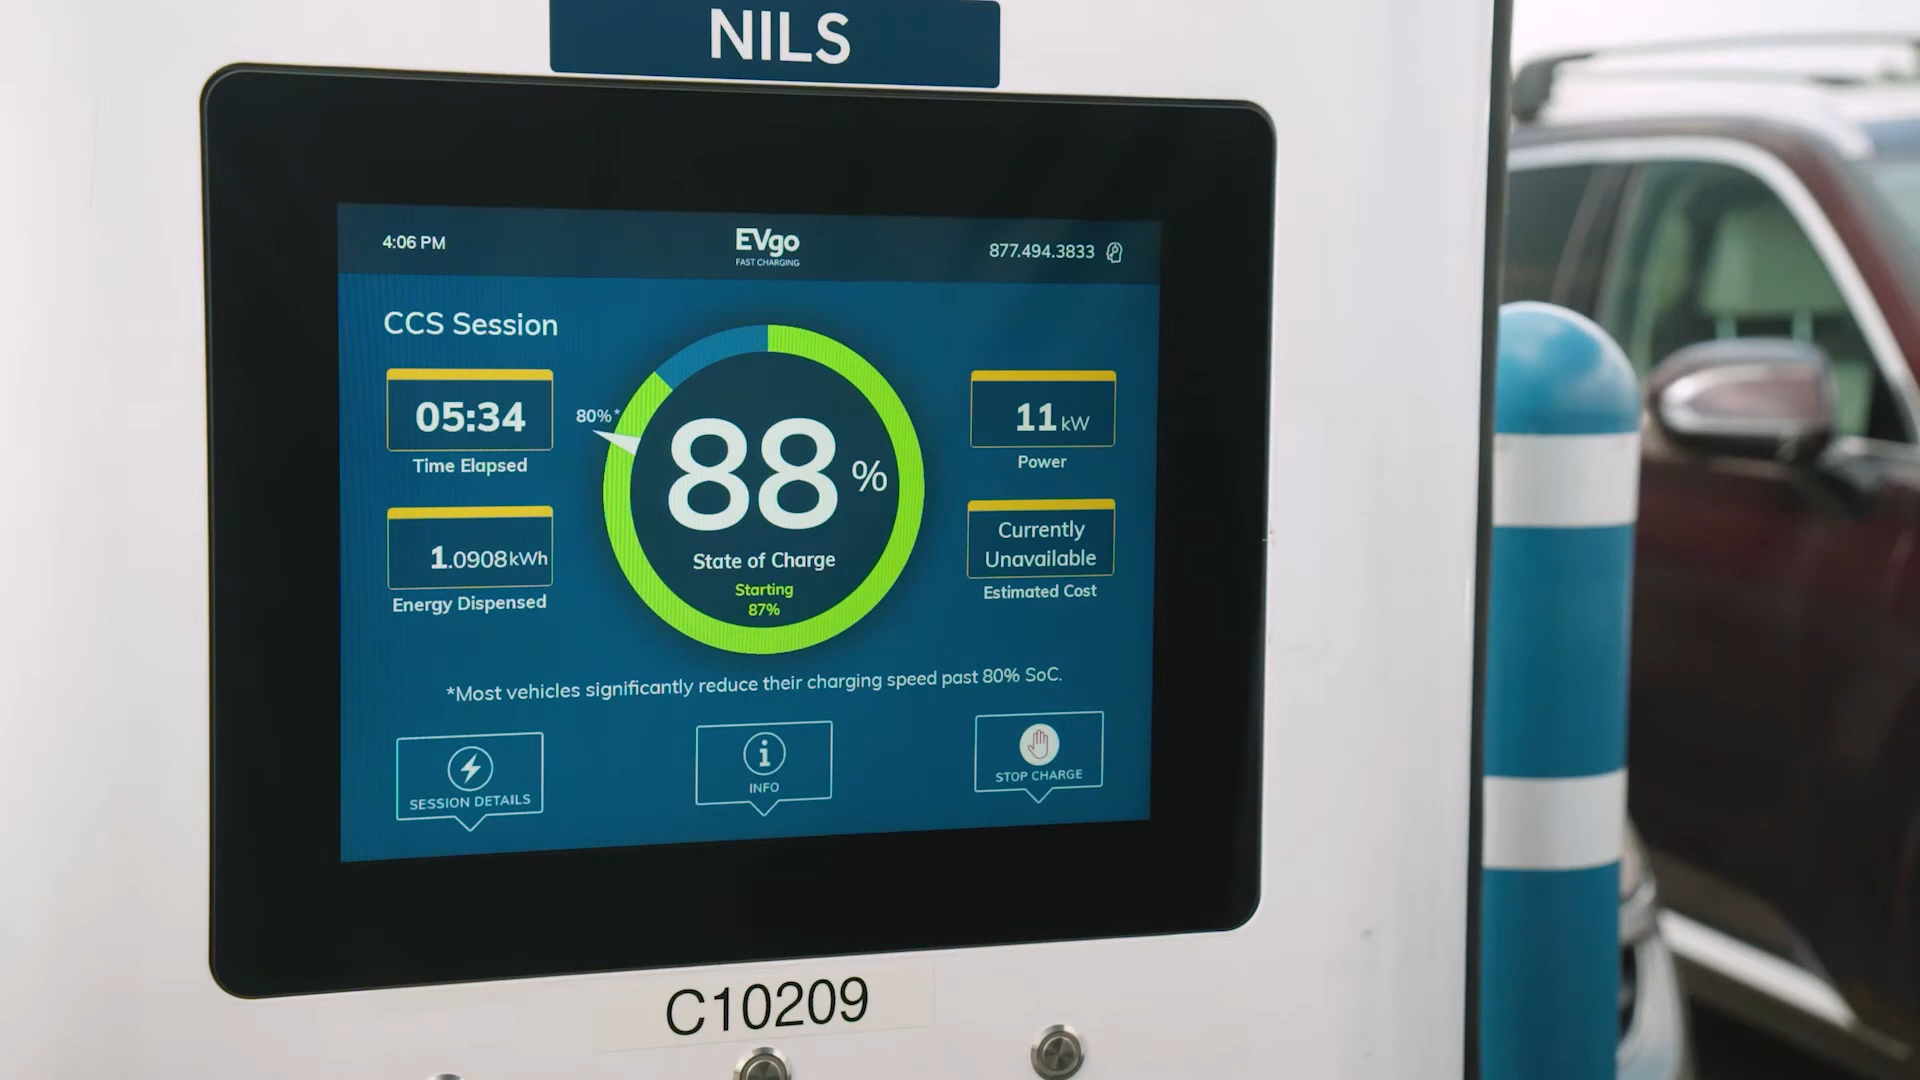 NILS
4:06 PM
EVgo
FAST CHARGING
877.494.3833
CCS Session
05:34
Time Elapsed
1.0908kWh
Energy Dispensed
80%*
88%
State of Charge
Starting
87%
11 kW
Power
Currently
Unavailable
Estimated Cost
*Most vehicles significantly reduce their charging speed past 80% SoC.
SESSION DETAILS
i
INFO
STOP CHARGE
C10209